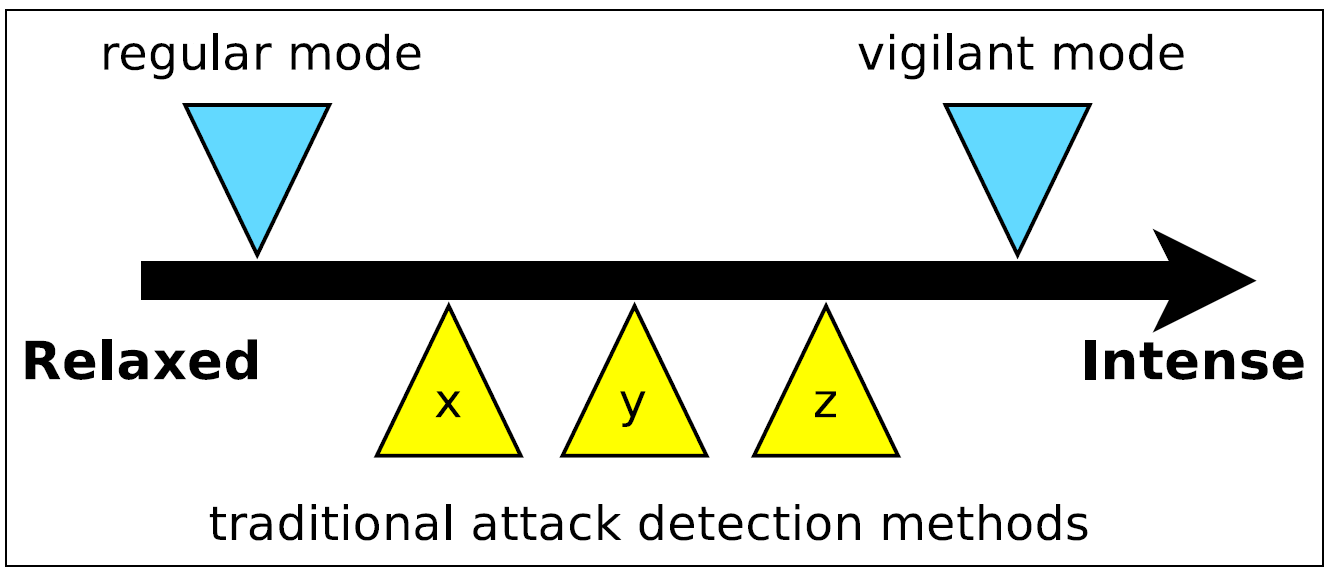 regular mode
vigilant mode
Relaxed
Intense
x
y
z
traditional attack detection methods